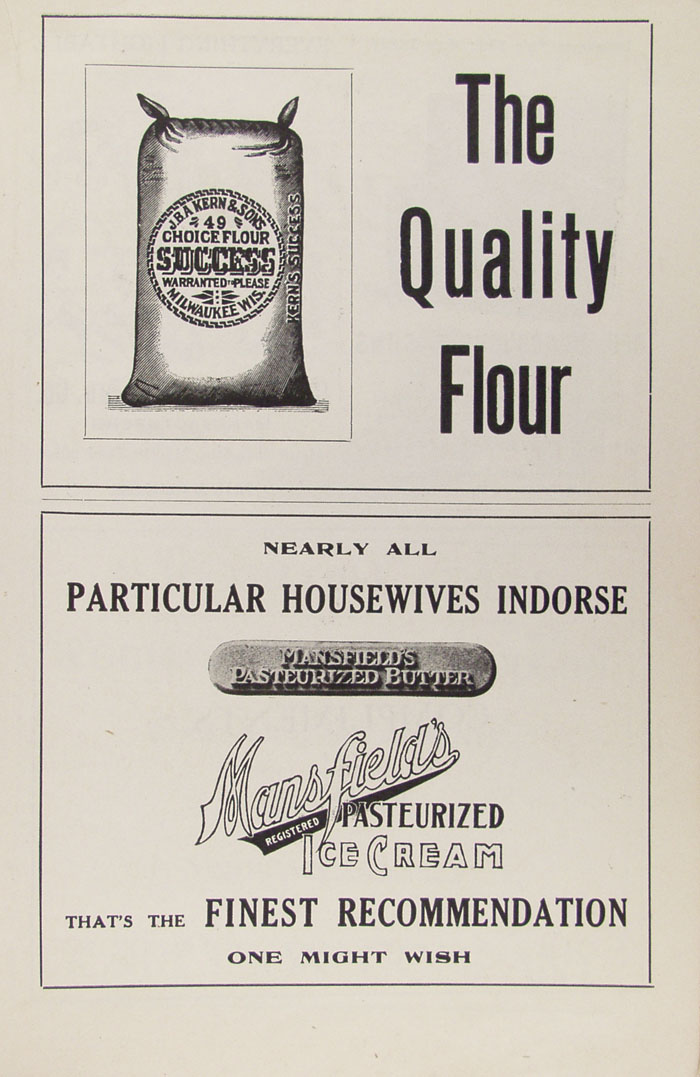 J.B.A. KERN & SONS
49
CHOICE FLOUR
SUCCESS
WARRANTED TO PLEASE
MILWAUKEE WIS.
KERN'S SUCCESS
The
Quality
Flour
NEARLY ALL
PARTICULAR HOUSEWIVES INDORSE
MANSFIELD'S
PASTEURIZED BUTTER
Mansfield's
REGISTERED PASTEURIZED
ICE CREAM
THAT'S THE FINEST RECOMMENDATION
ONE MIGHT WISH